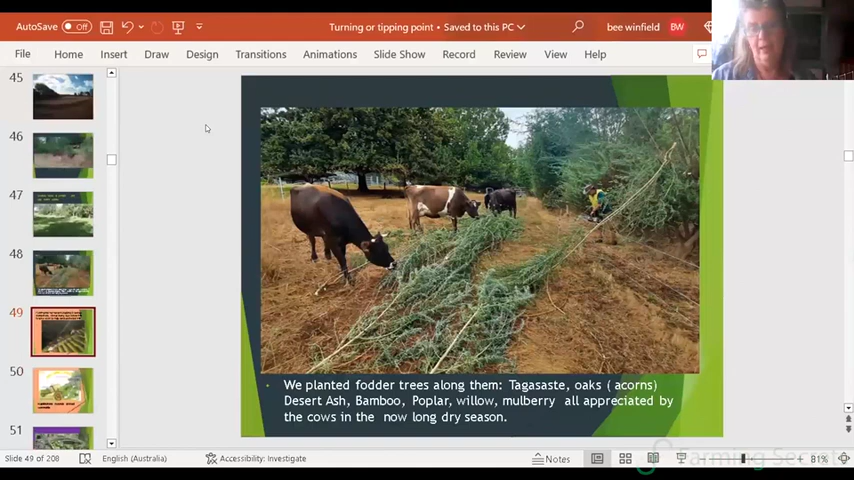 AutoSave Off
Turning or tipping point - Saved to this PC
bee winfield
BW
File Home Insert Draw Design Transitions Animations Slide Show Record Review View Help
45
46
47
48
49
50
51
We planted fodder trees along them: Tagasaste, oaks ( acorns)
Desert Ash, Bamboo, Poplar, willow, mulberry all appreciated by
the cows in the now long dry season.
Slide 49 of 208
English (Australia)
Accessibility: Investigate
Notes
81%
Farming Secrets